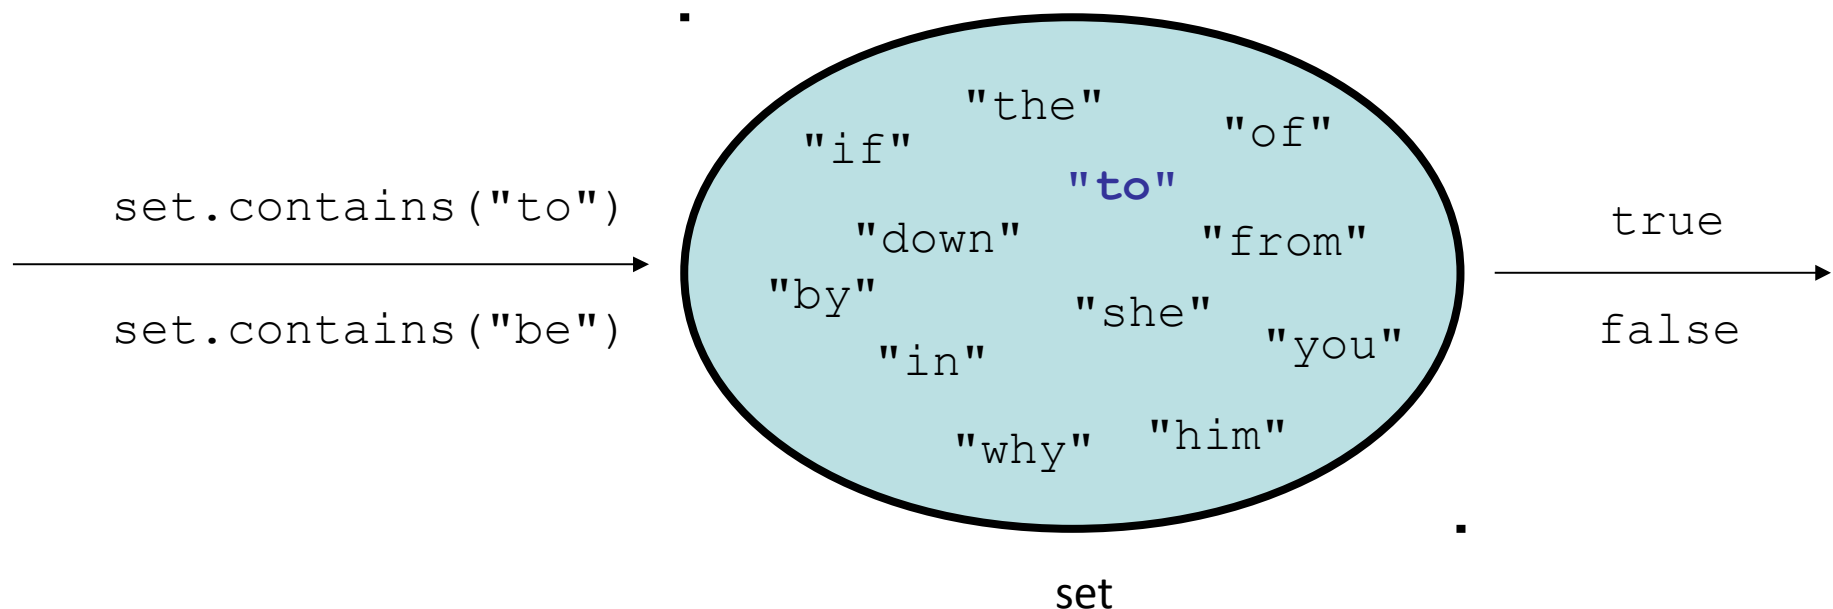 set.contains("to")
set.contains("be")
"the"
"of"
"if"
"to"
"down"
"from"
"by"
"she"
"you"
"in"
"him"
"why"
true
false
set